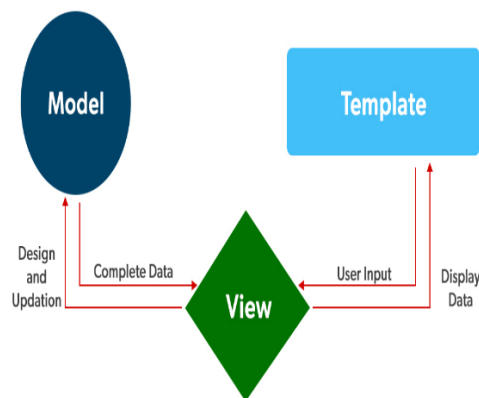 Model
Template
Design
and
Updation
Complete Data
User Input
Display
Data
View